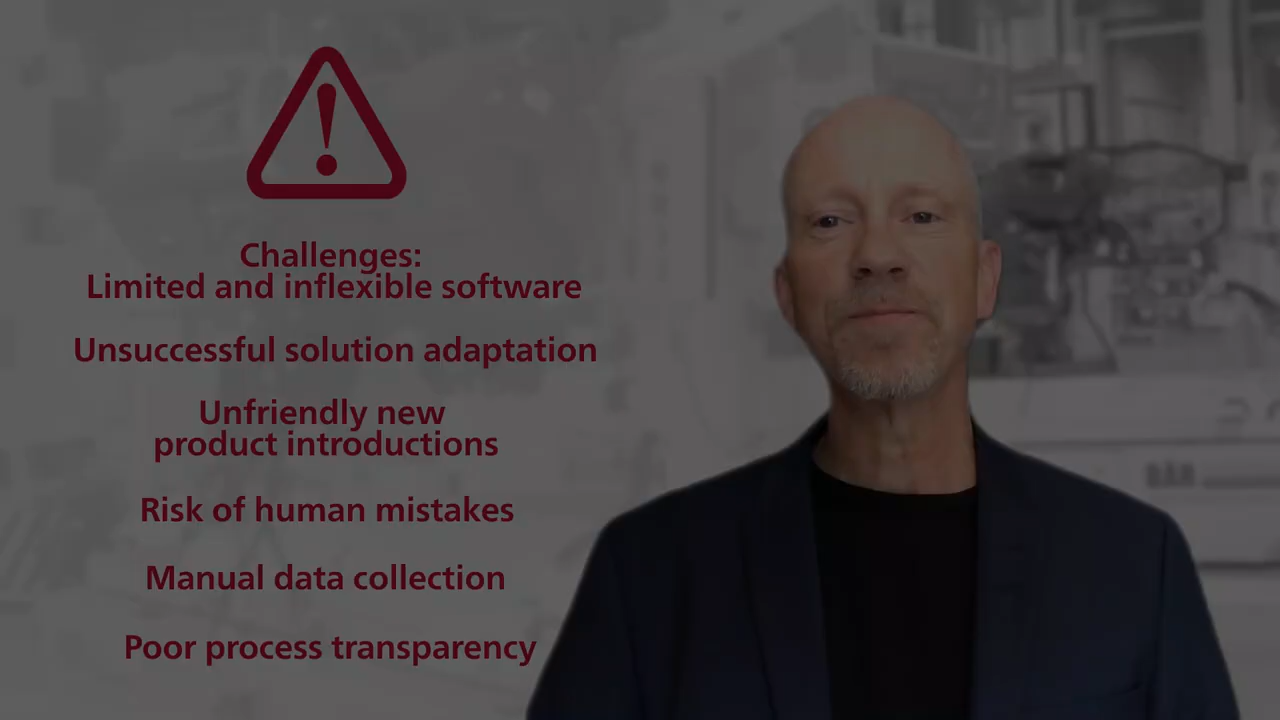 Challenges:
Limited and inflexible software
Unsuccessful solution adaptation
Unfriendly new
product introductions
Risk of human mistakes
Manual data collection
Poor process transparency